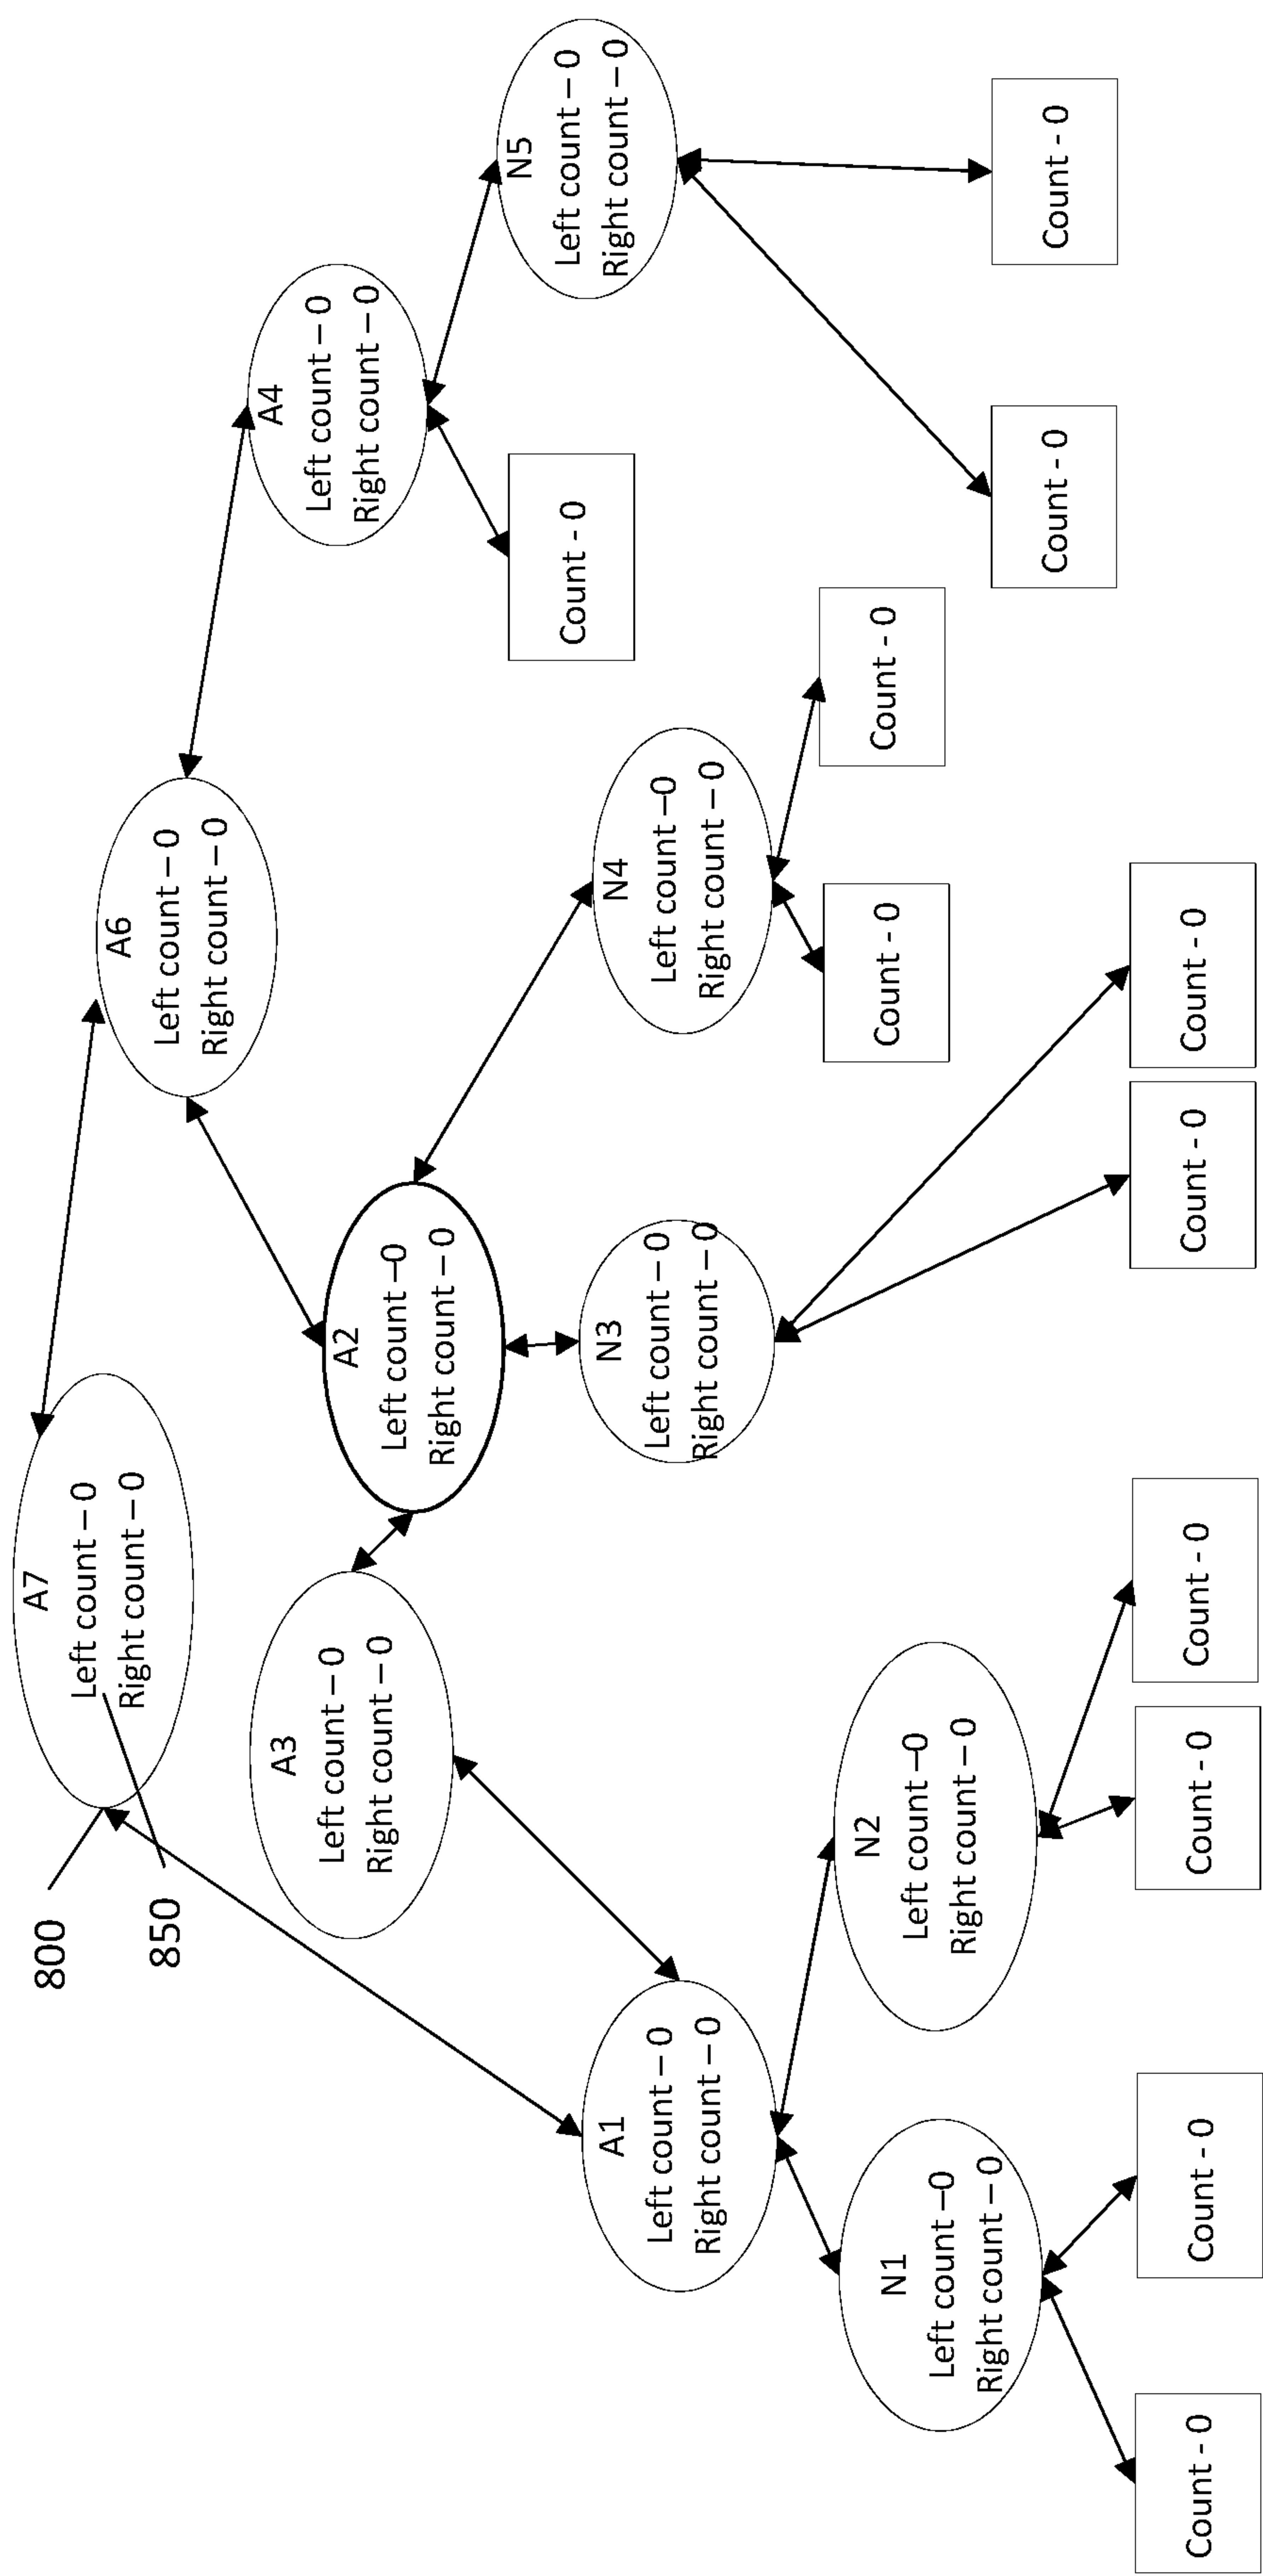 800
850
A7
Left count – 0
Right count – 0
A6
Left count – 0
Right count – 0
A3
Left count – 0
Right count – 0
A2
Left count –0
Right count – 0
A4
Left count – 0
Right count – 0
A1
Left count – 0
Right count – 0
N3
Left count – 0
Right count – 0
N4
Left count –0
Right count – 0
Count - 0
N5
Left count – 0
Right count – 0
N1
Left count –0
Right count – 0
N2
Left count –0
Right count – 0
Count - 0
Count - 0
Count - 0
Count - 0
Count - 0
Count - 0
Count - 0
Count - 0
Count - 0
Count - 0